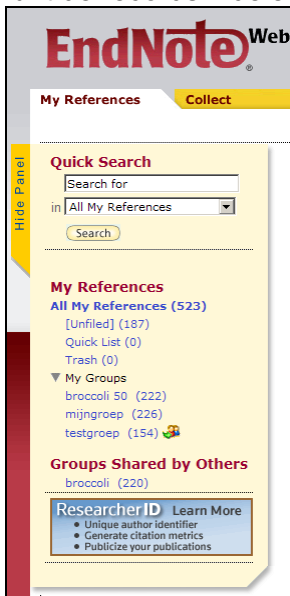 EndNote® Web
My References Collect
Hide Panel
Quick Search
Search for
in All My References
Search
My References
All My References (523)
[Unfiled] (187)
Quick List (0)
Trash (0)
My Groups
broccoli 50 (222)
mijngroep (226)
testgroep (154)
Groups Shared by Others
broccoli (220)
ResearcherID Learn More
• Unique author identifier
• Generate citation metrics
• Publicize your publications